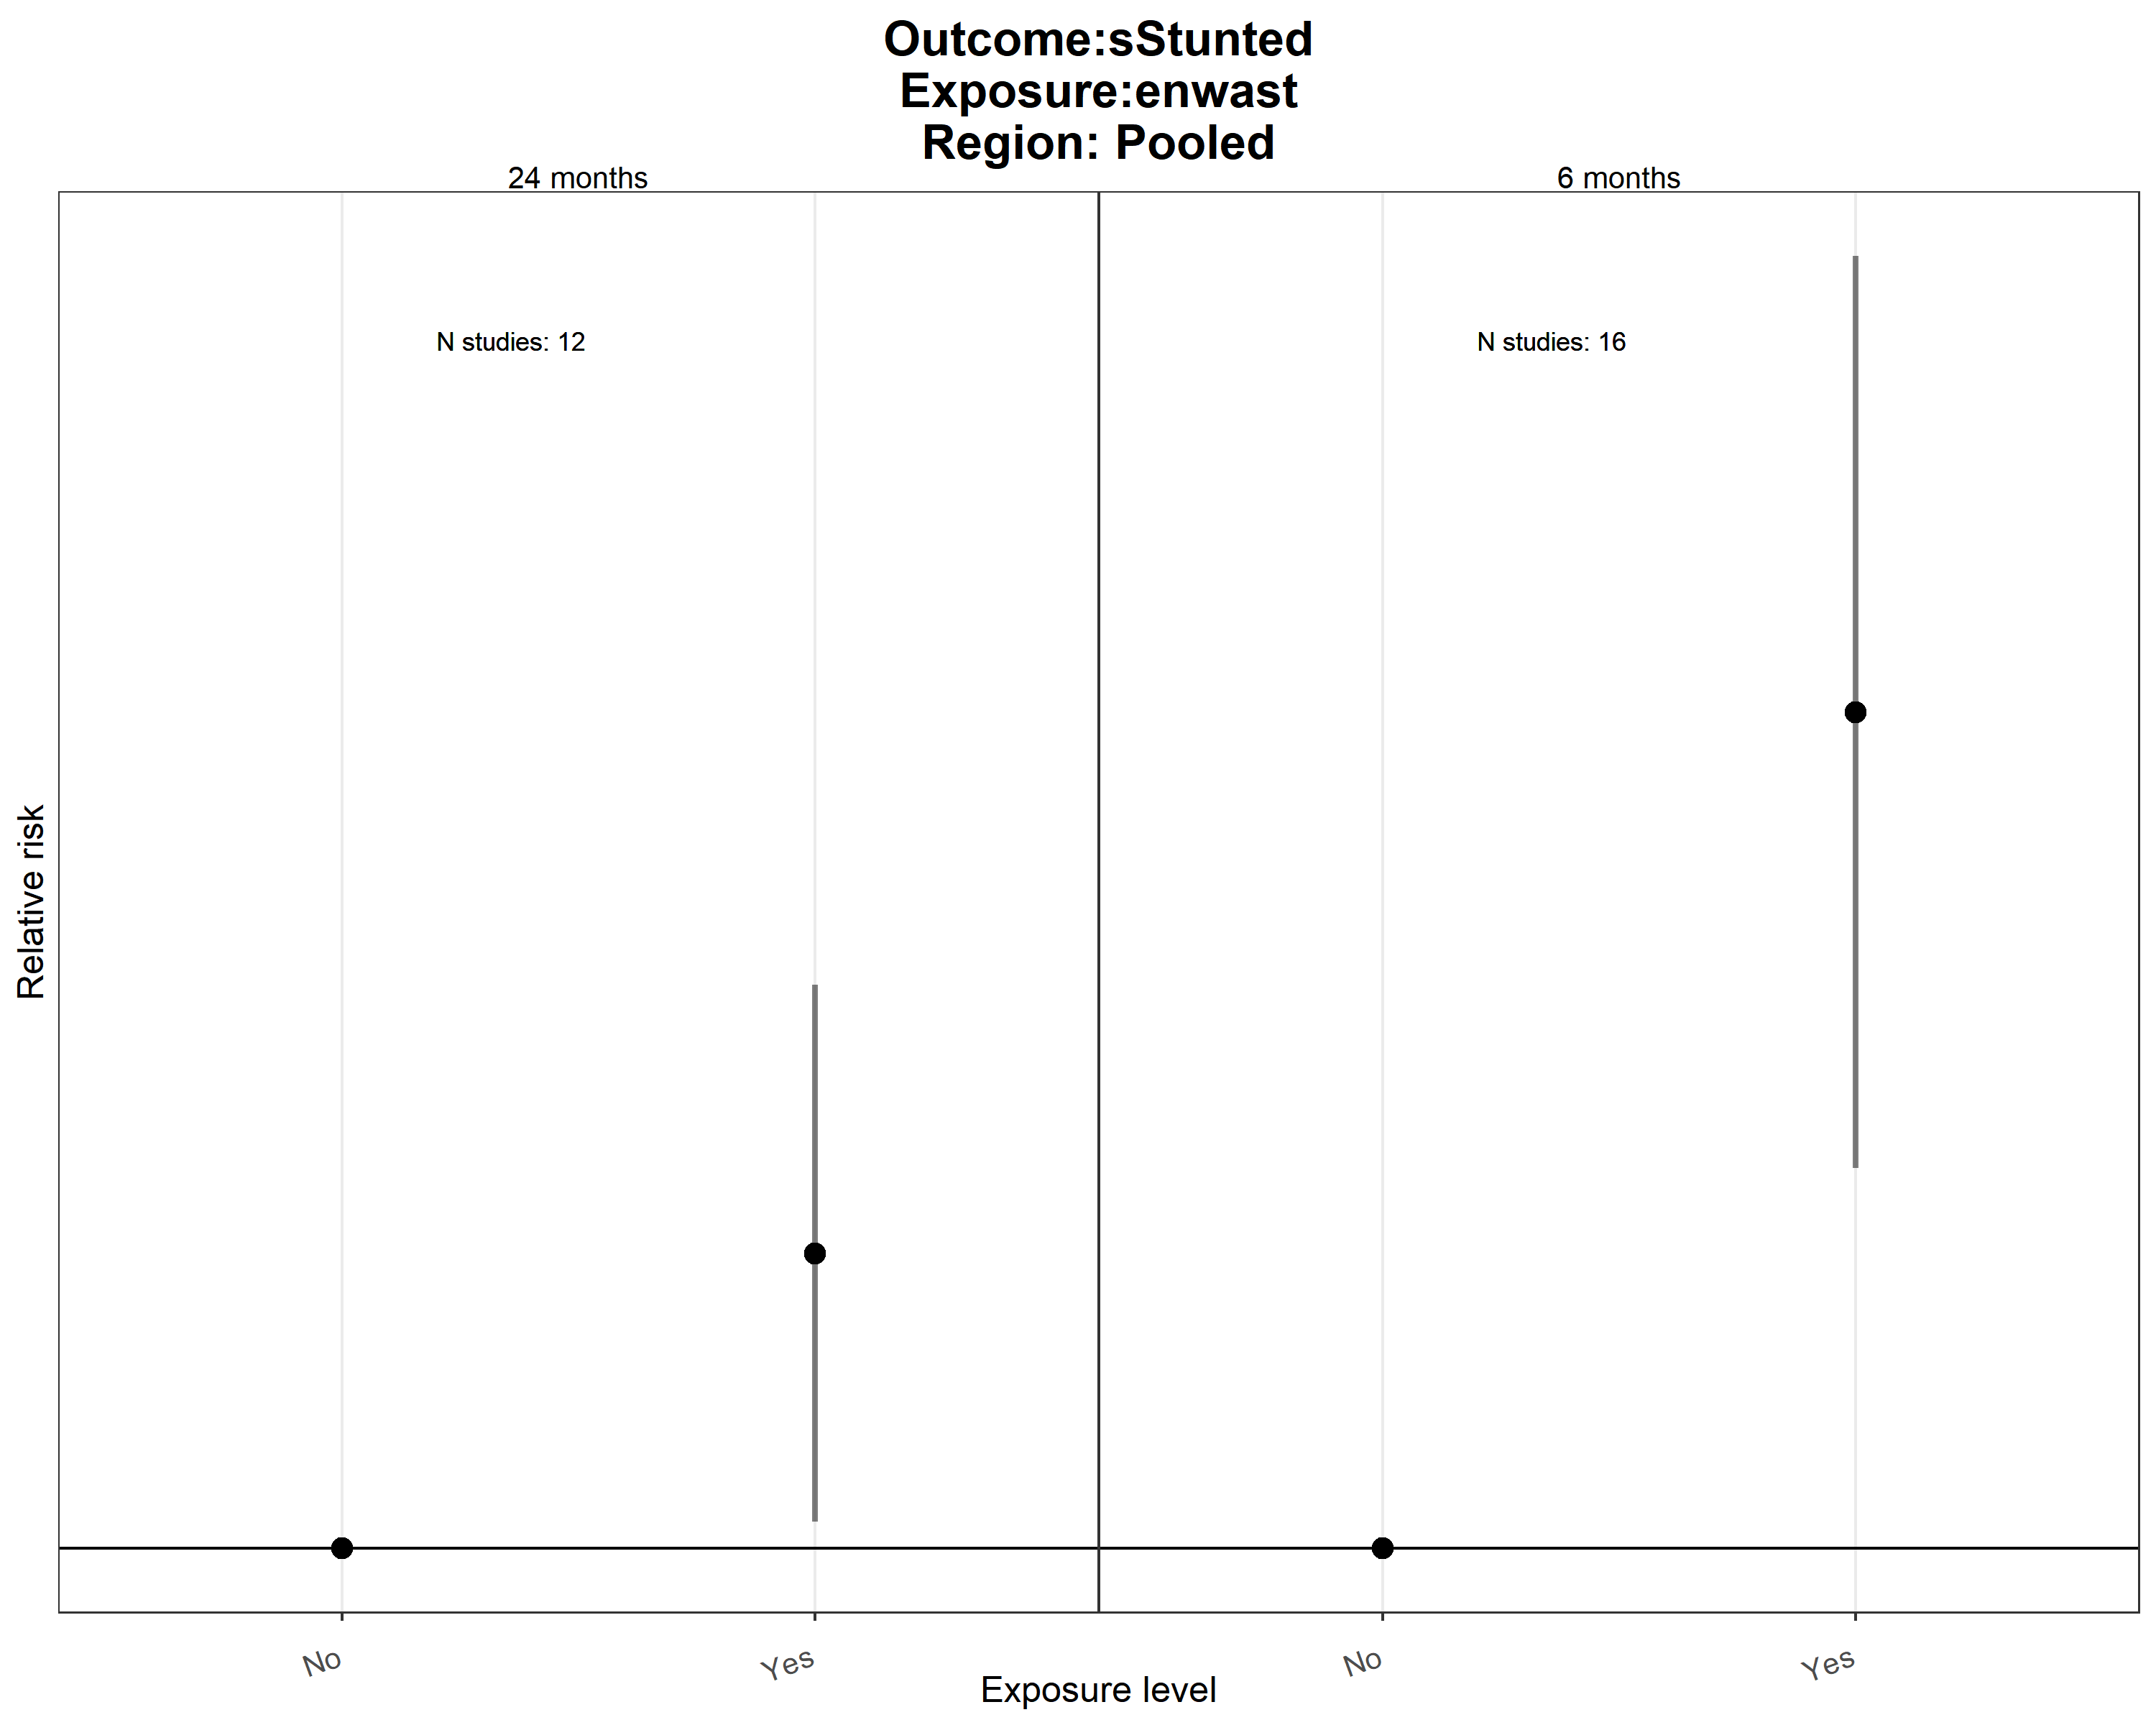 Outcome:sStunted
Exposure:enwast
Region: Pooled
24 months
6 months
N studies: 12
N studies: 16
Relative risk
No
Yes
No
Yes
Exposure level